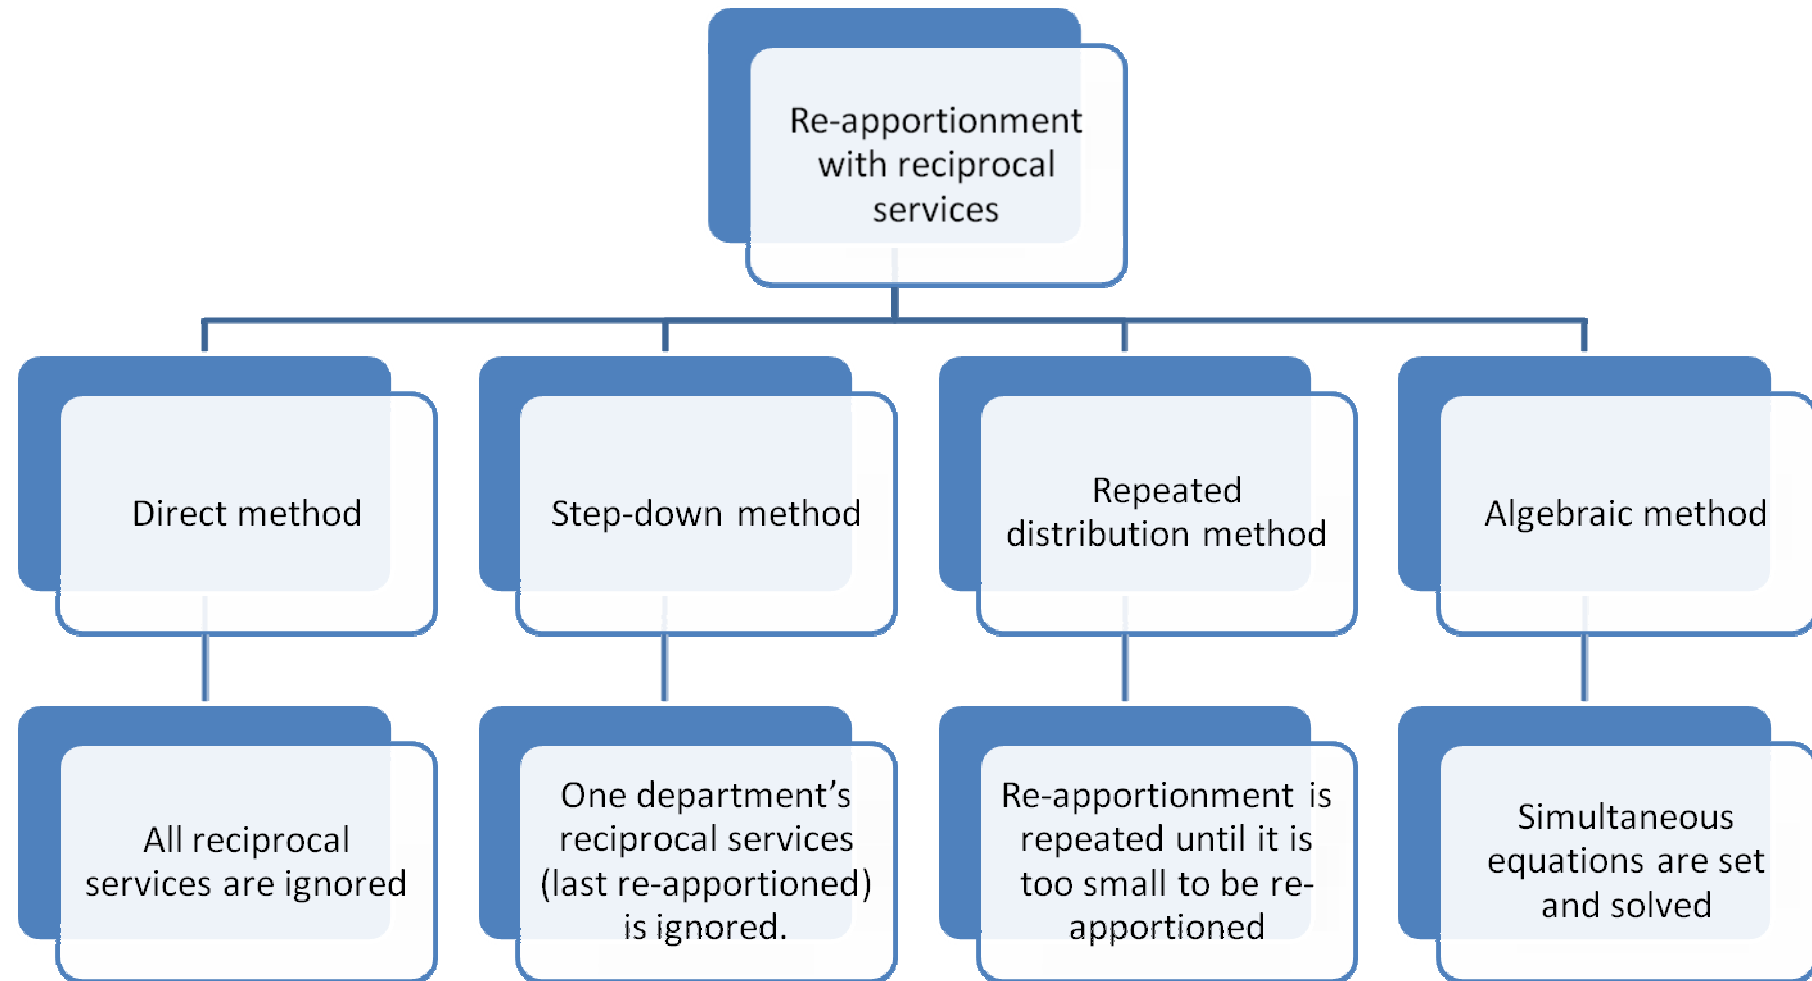 Re-apportionment
with reciprocal
services
Direct method
Step-down method
Repeated
distribution method
Algebraic method
All reciprocal
services are ignored
One department’s
reciprocal services
(last re-apportioned)
is ignored.
Re-apportionment is
repeated until it is
too small to be re-
apportioned
Simultaneous
equations are set
and solved